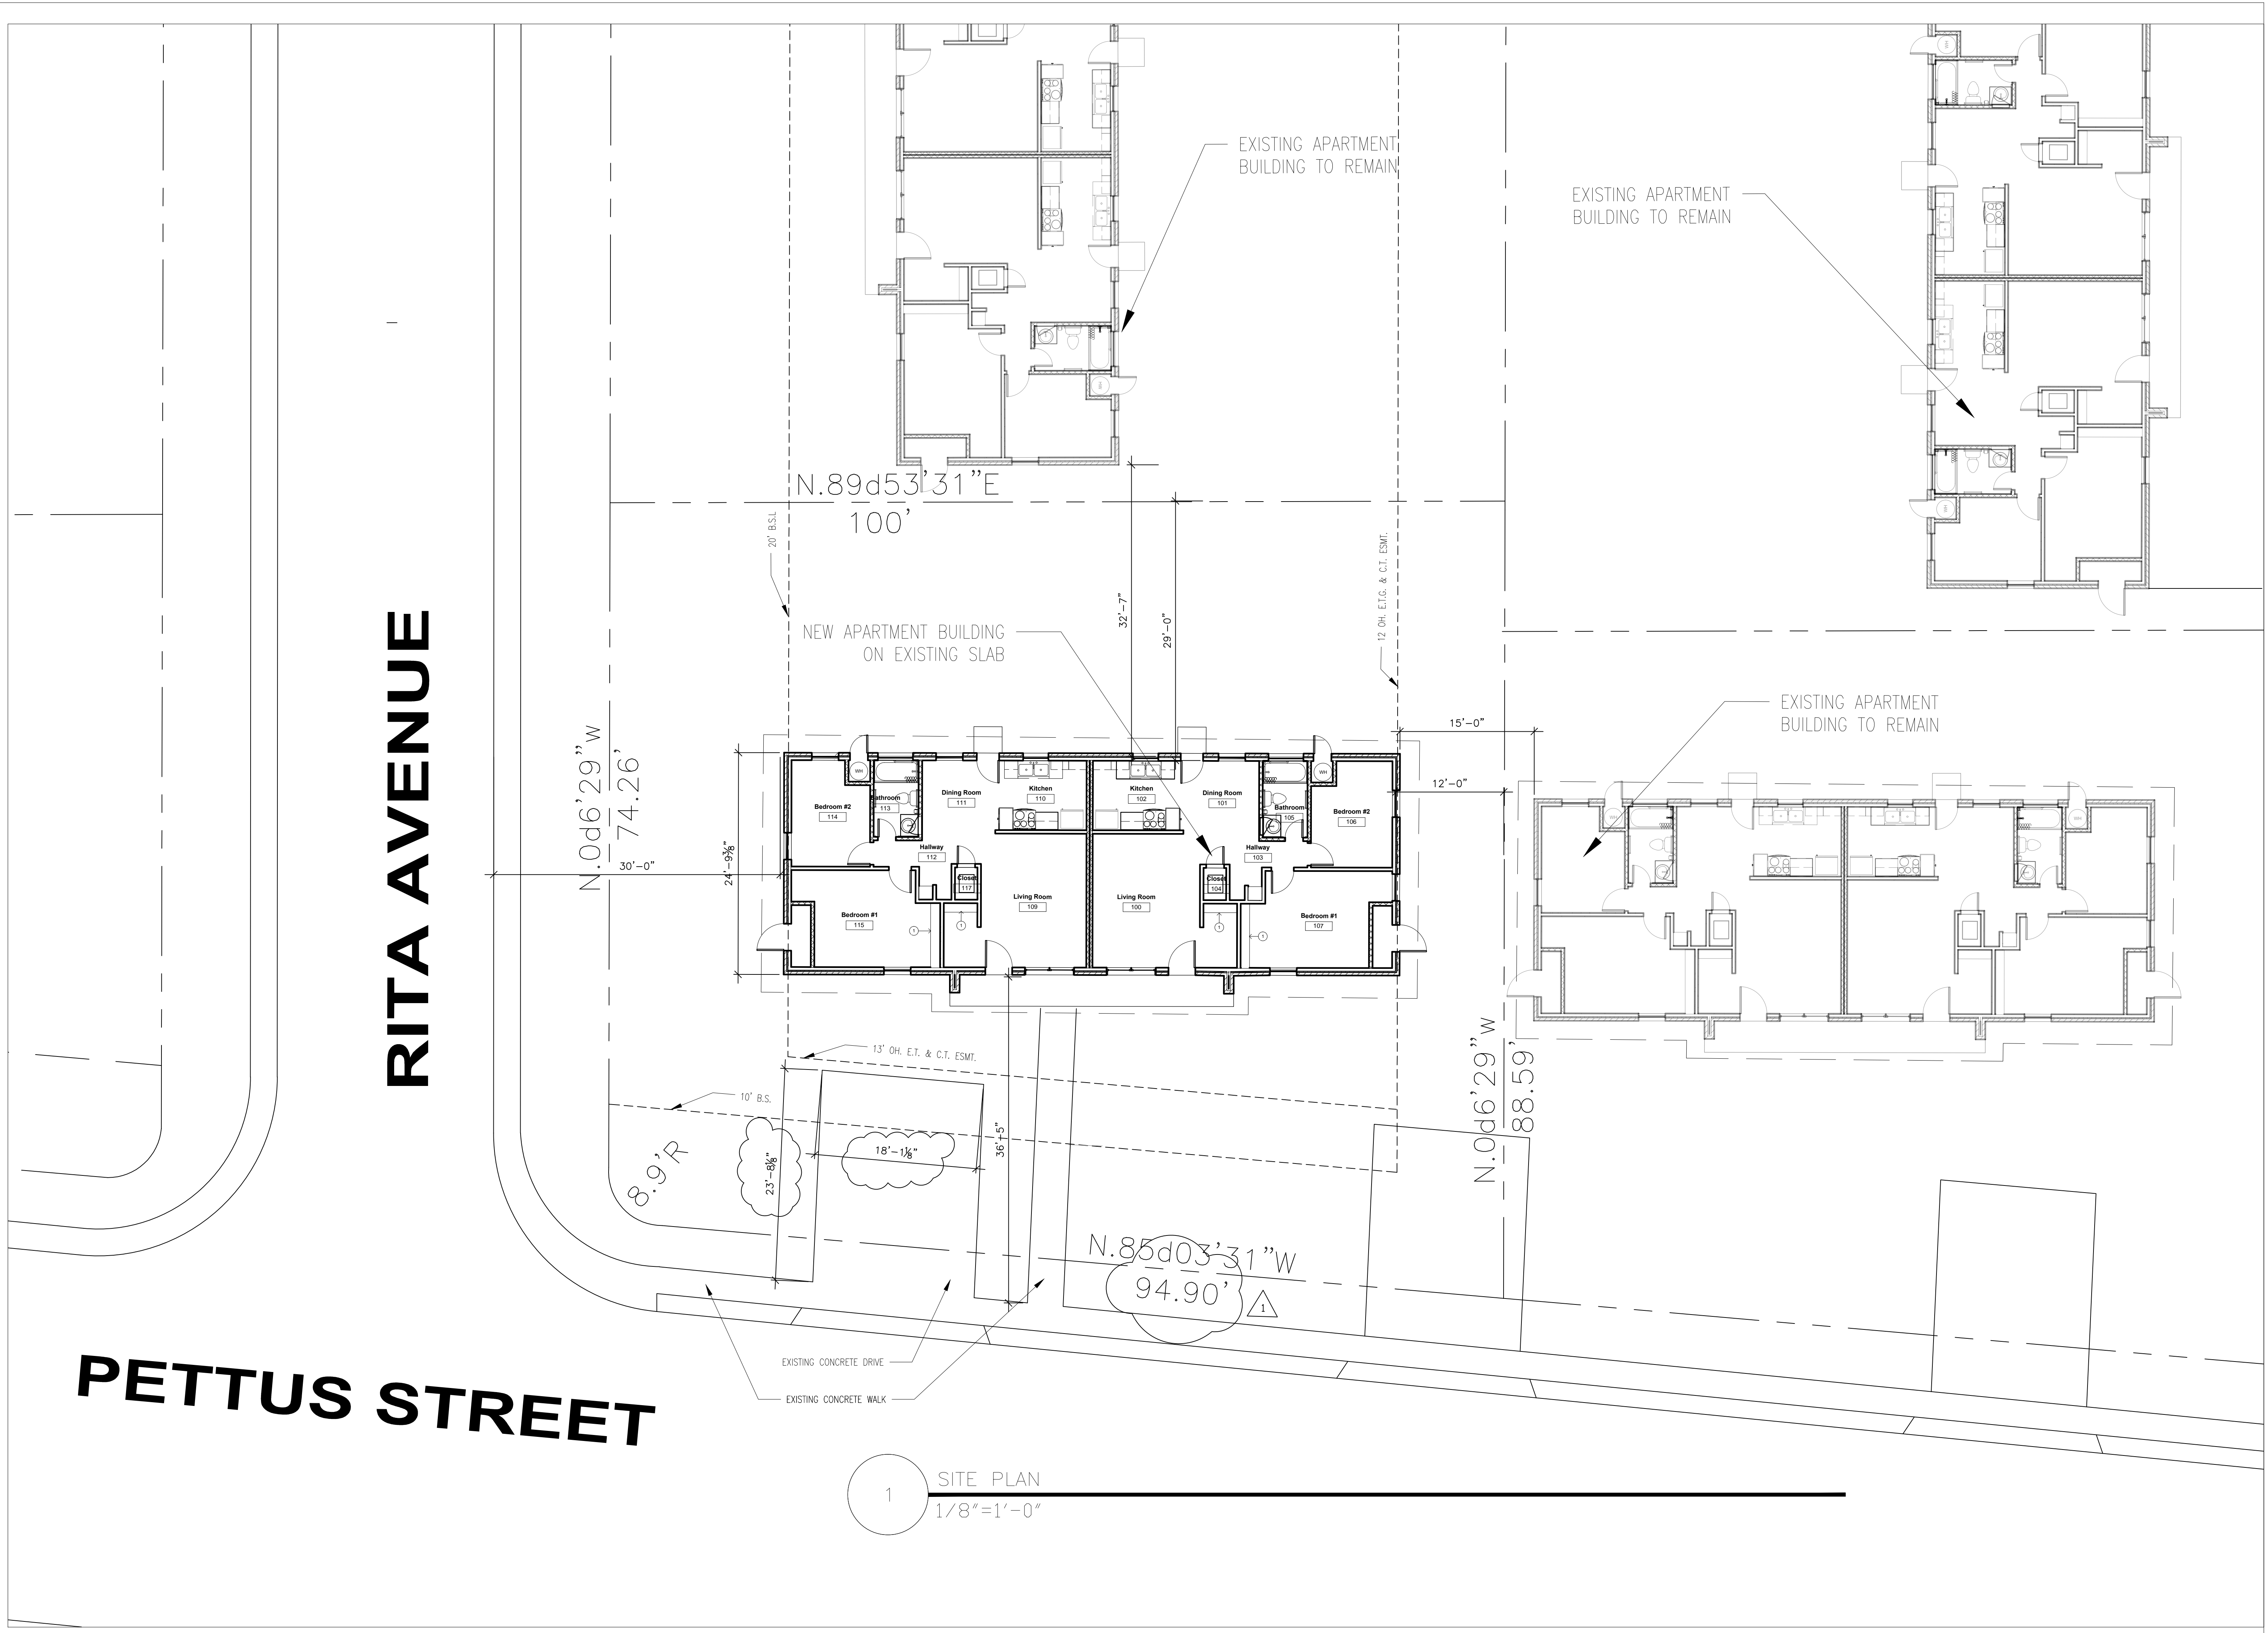 EXISTING APARTMENT
BUILDING TO REMAIN
EXISTING APARTMENT
BUILDING TO REMAIN
N.89d53'31"E
100'
20' B.S.L
12 OH. E.T.G. & C.T. ESMT.
32'-7"
29'-0"
NEW APARTMENT BUILDING
ON EXISTING SLAB
RITA AVENUE
N.0d6'29"W
74.26'
30'-0"
24'-9⅜"
15'-0"
12'-0"
EXISTING APARTMENT
BUILDING TO REMAIN
WH
WH
Bedroom #2
114
Bathroom
113
Dining Room
111
Kitchen
110
Kitchen
102
Dining Room
101
Bathroom
105
Bedroom #2
106
Hallway
112
Hallway
103
Closet
117
Closet
104
Living Room
109
Living Room
100
Bedroom #1
115
Bedroom #1
107
1
1
1
1
13' OH. E.T. & C.T. ESMT.
10' B.S.
N.0d6'29"W
88.59'
8.9'R
23'-8⅛"
18'-1⅛"
36'-5"
N.85d03'31"W
94.90'
1
EXISTING CONCRETE DRIVE
EXISTING CONCRETE WALK
PETTUS STREET
1
SITE PLAN
1/8"=1'-0"